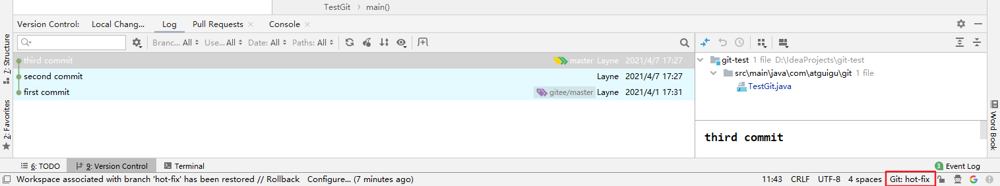 TestGit › main()
Version Control: Local Chang... Log Pull Requests × Console ×
7: Structure
2: Favorites
Branc... All Use... All Date: All Paths: All
third commit master Layne 2021/4/7 17:27
second commit Layne 2021/4/7 17:27
first commit gitee/master Layne 2021/4/1 17:31
git-test 1 file D:\IdeaProjects\git-test
src\main\java\com\atguigu\git 1 file
TestGit.java
third commit
Word Book
6: TODO 9: Version Control Terminal 3 Event Log
Workspace associated with branch 'hot-fix' has been restored // Rollback Configure... (7 minutes ago) 11:43 CRLF UTF-8 4 spaces Git: hot-fix